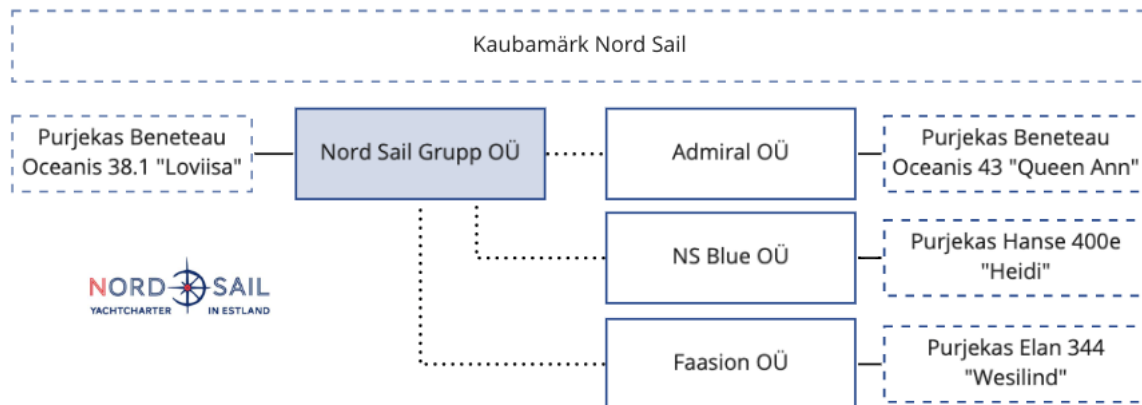 Kaubamärk Nord Sail
Purjekas Beneteau
Oceanis 38.1 "Loviisa"
Nord Sail Grupp OÜ
Admiral OÜ
Purjekas Beneteau
Oceanis 43 "Queen Ann"
NS Blue OÜ
Purjekas Hanse 400e
"Heidi"
NORD SAIL
YACHTCHARTER IN ESTLAND
Faasion OÜ
Purjekas Elan 344
"Wesilind"